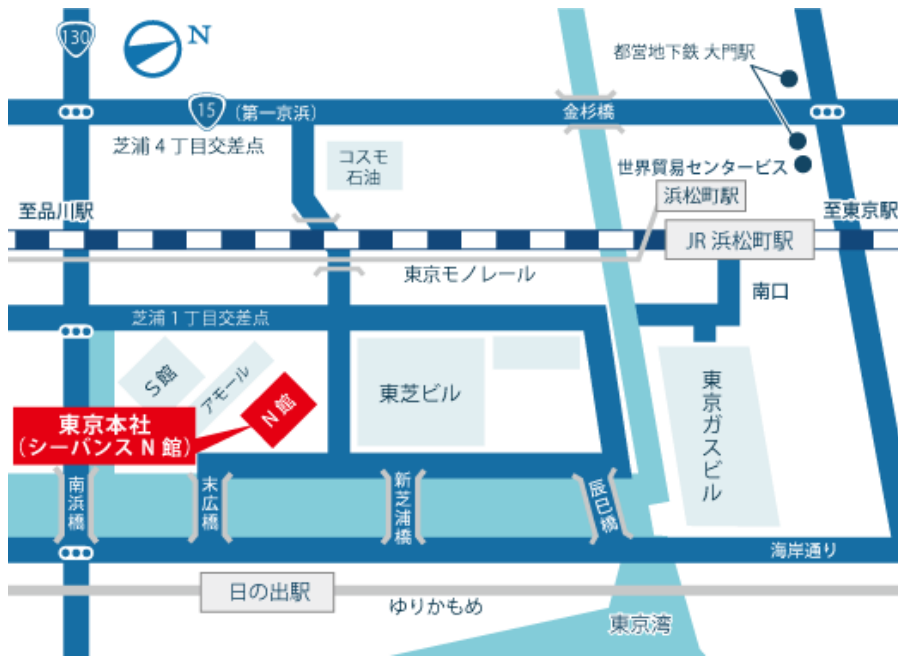 130
N
都営地下鉄 大門駅
15
(第一京浜)
金杉橋
芝浦4丁目交差点
コスモ
石油
世界貿易センタービス
浜松町駅
至品川駅
至東京駅
JR 浜松町駅
東京モノレール
南口
芝浦1丁目交差点
S館
アモール
N館
東芝ビル
東京ガスビル
東京本社
(シーバンス N 館)
南浜橋
末広橋
新芝浦橋
辰巳橋
海岸通り
日の出駅
ゆりかもめ
東京湾